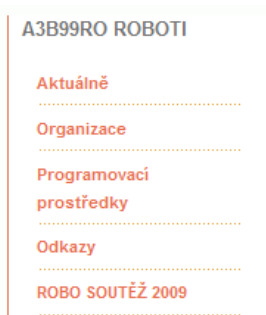 A3B99RO ROBOTI
Aktuálně
Organizace
Programovací
prostředky
Odkazy
ROBO SOUTĚŽ 2009